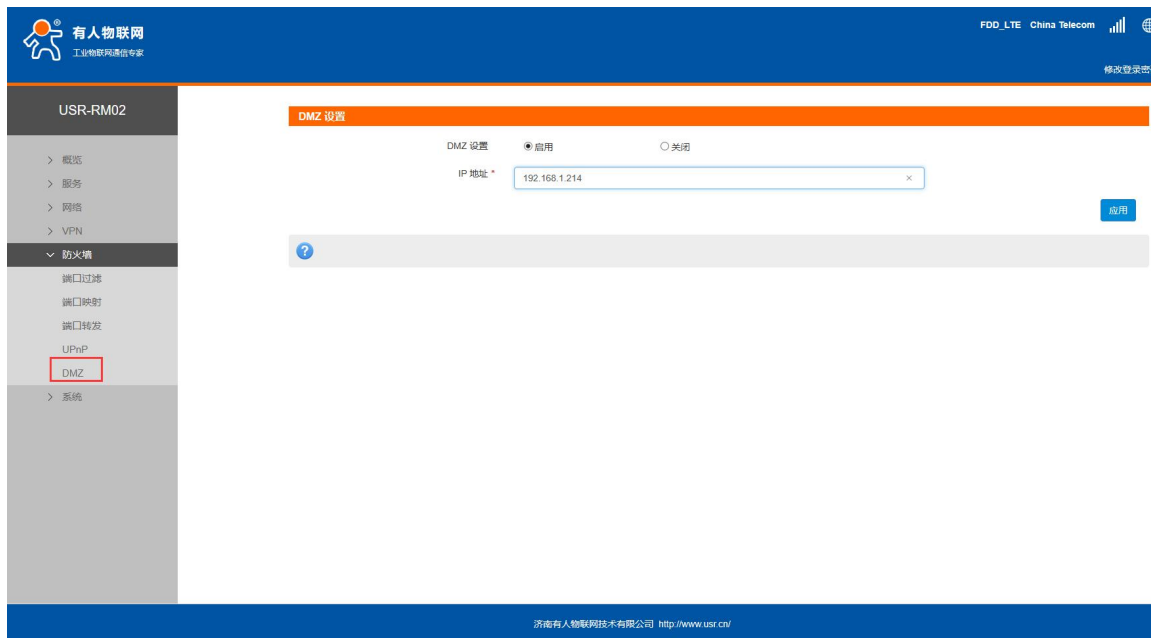 有人物联网
®
工业物联网通信专家
FDD_LTE China Telecom
修改登录密
USR-RM02
> 概览
> 服务
> 网络
> VPN
防火墙
端口过滤
端口映射
端口转发
UPnP
DMZ
> 系统
DMZ 设置
DMZ 设置 启用 关闭
IP 地址 * 192.168.1.214 ×
应用
?
济南有人物联网技术有限公司 http://www.usr.cn/